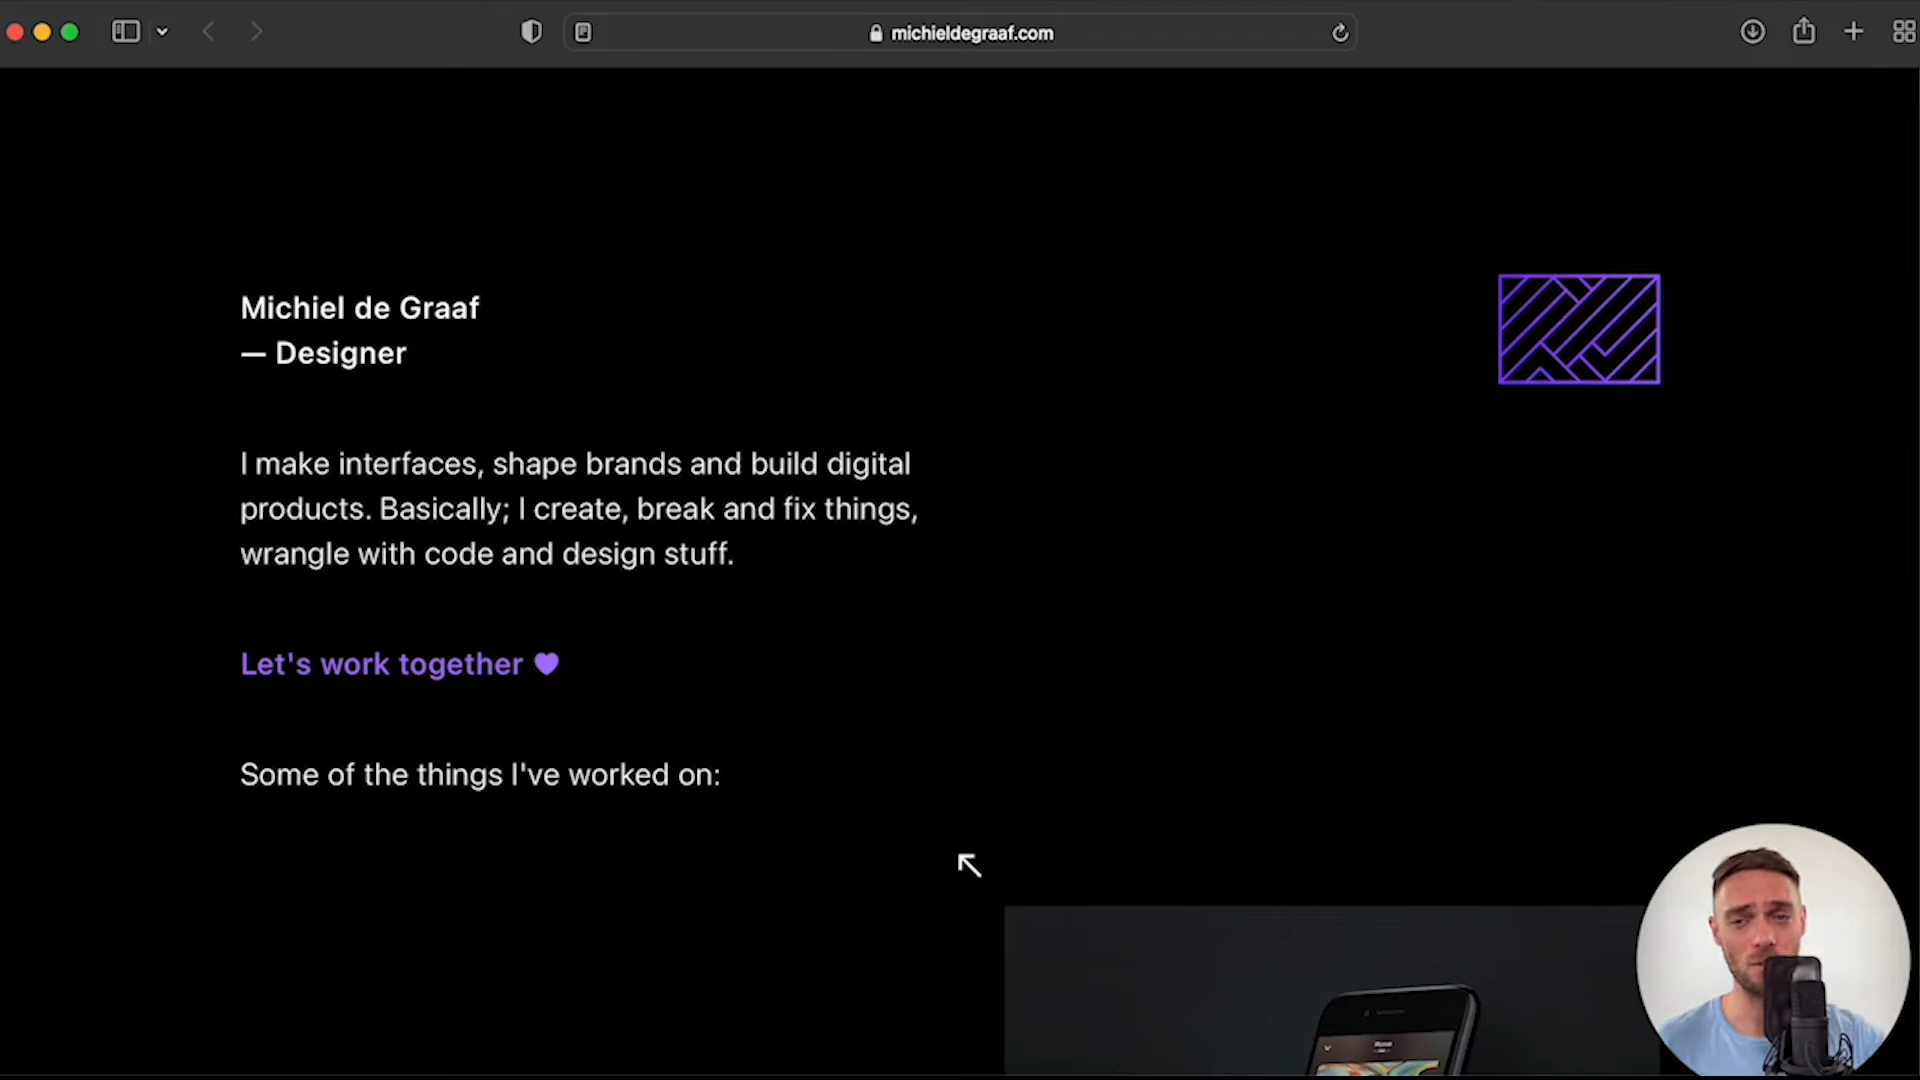 michieldegraaf.com
Michiel de Graaf
— Designer
I make interfaces, shape brands and build digital
products. Basically; I create, break and fix things,
wrangle with code and design stuff.
Let's work together 💜
Some of the things I've worked on: